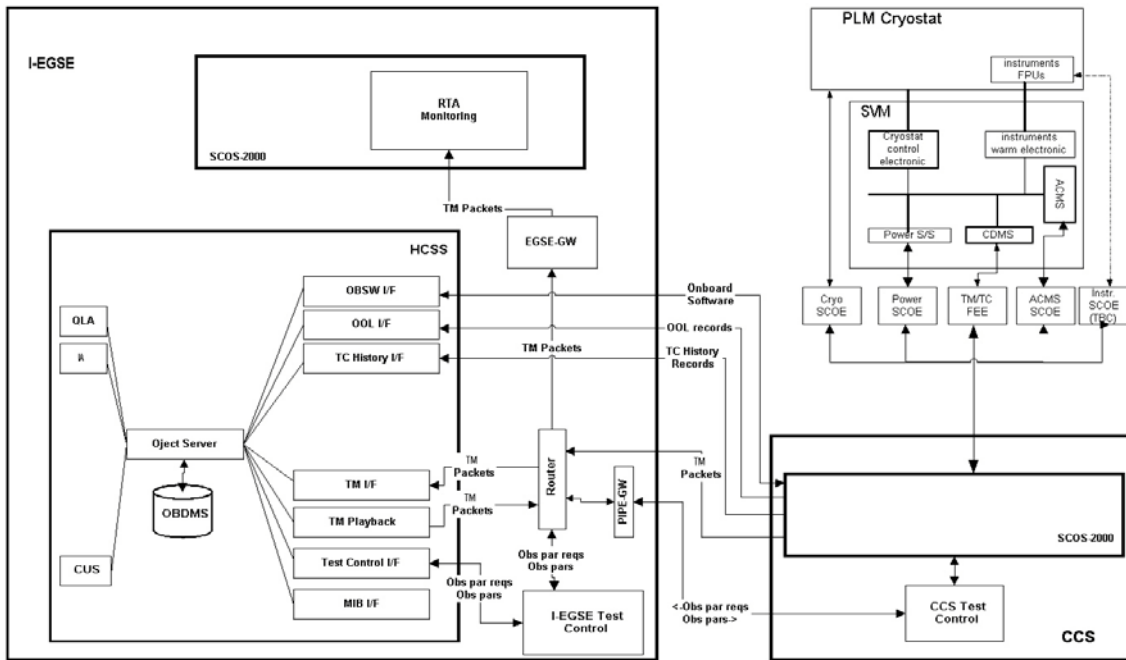 I-EGSE
RTA
Monitoring
SCOS-2000
TM Packets
EGSE-GW
HCSS
QLA
IA
OBSW I/F
OOL I/F
TC History I/F
Oject Server
OBDMS
CUS
TM I/F
TM Playback
Test Control I/F
MIB I/F
TM
Packets
TM
Packets
TM Packets
Router
PIPE-GW
Obs par reqs
Obs pars
Obs par reqs
Obs pars
I-EGSE Test
Control
Onboard
Software
OOL records
TC History
Records
TM
Packets
<-Obs par reqs
Obs pars->
PLM Cryostat
instruments
FPUs
SVM
Cryostat
control
electronic
instruments
warm electronic
ACMS
Power S/S
CDMS
Cryo
SCOE
Power
SCOE
TM/TC
FEE
ACMS
SCOE
Instr.
SCOE
(TBC)
SCOS-2000
CCS Test
Control
CCS